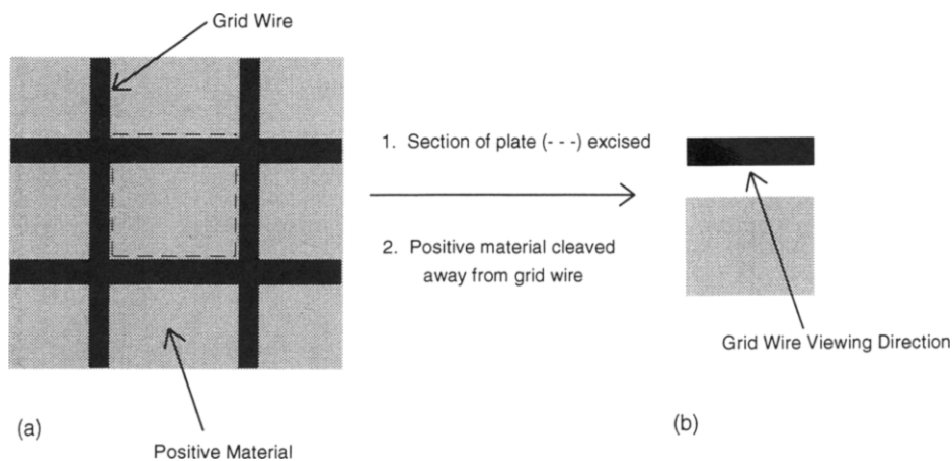 Grid Wire
1. Section of plate (- - -) excised
2. Positive material cleaved
away from grid wire
Grid Wire Viewing Direction
(a)
Positive Material
(b)